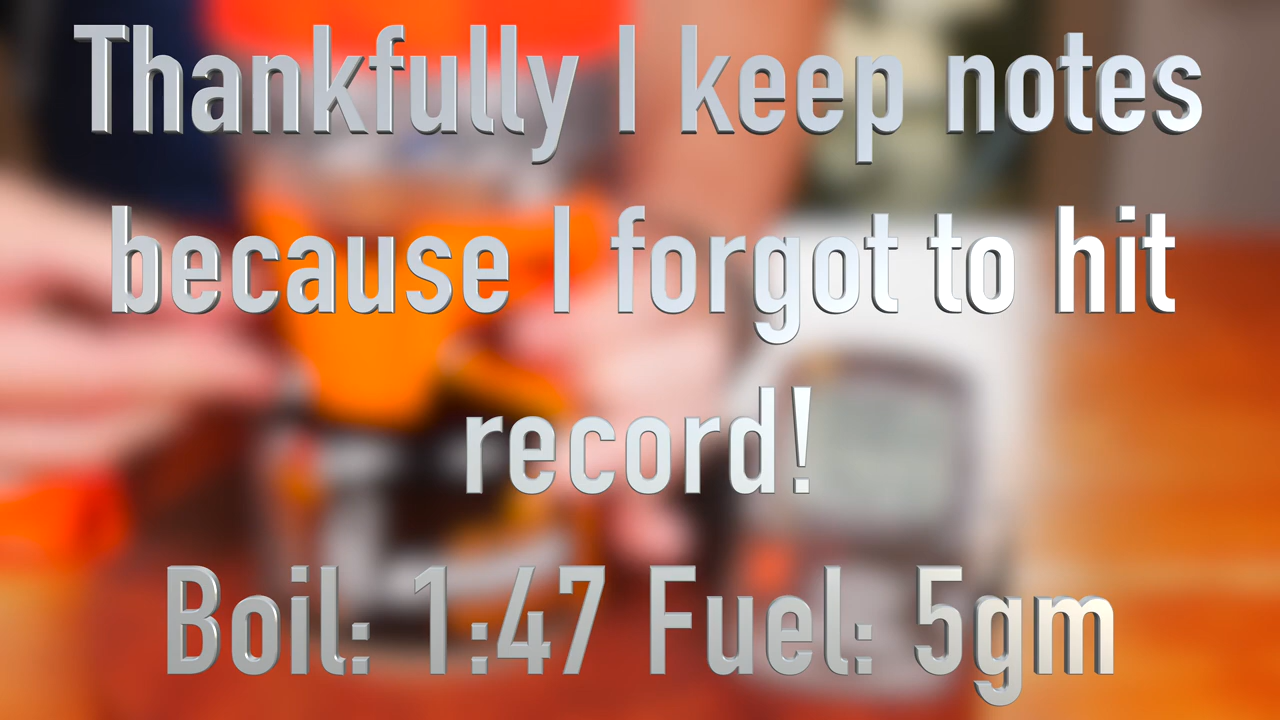 Thankfully I keep notes
because I forgot to hit
record!
Boil: 1:47 Fuel: 5gm